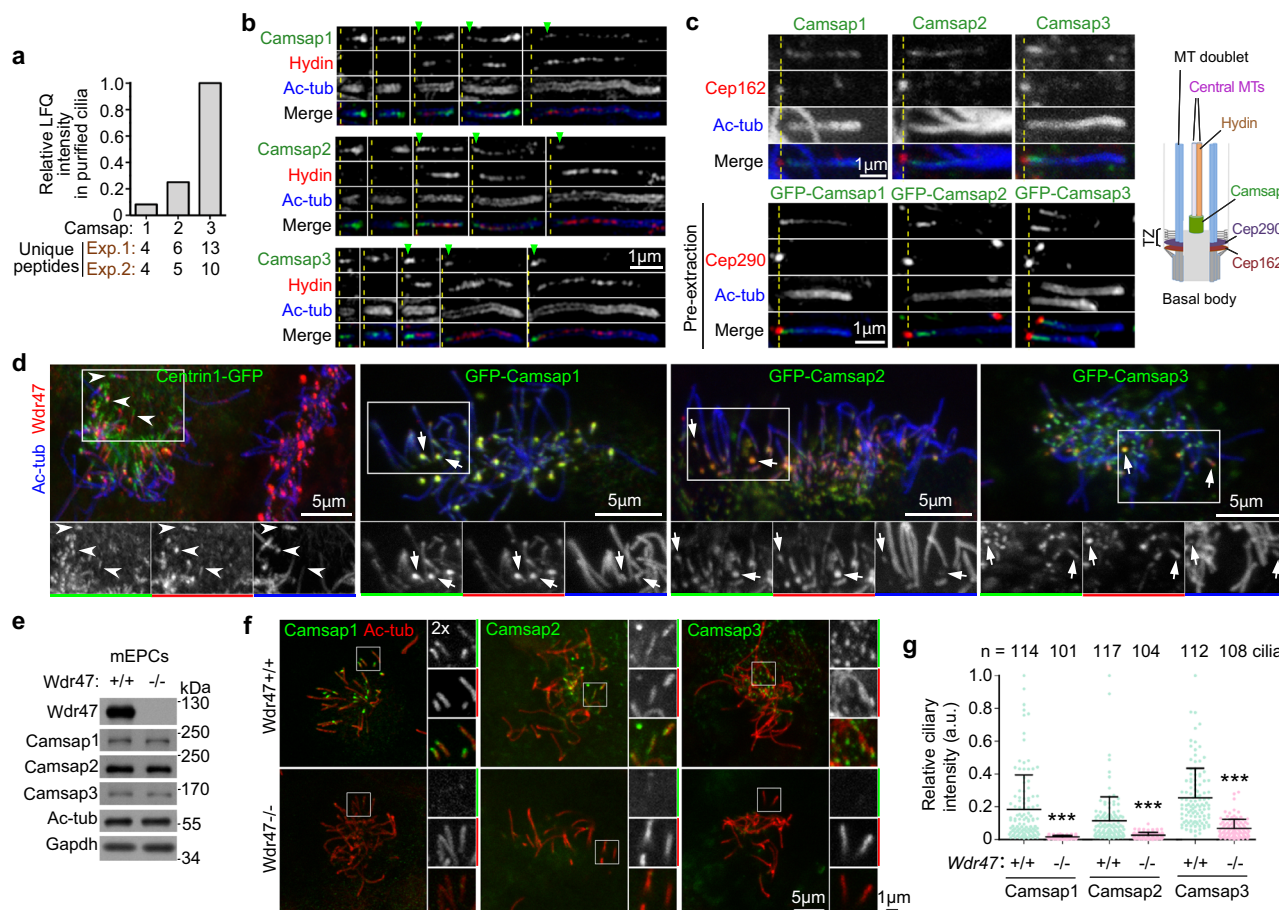 a
Relative LFQ
intensity
in purified cilia
1.0
0.8
0.6
0.4
0.2
0
Camsap: 1 2 3
Unique peptides
Exp.1: 4 6 13
Exp.2: 4 5 10
b
Camsap1
Hydin
Ac-tub
Merge
Camsap2
Hydin
Ac-tub
Merge
Camsap3
1µm
Hydin
Ac-tub
Merge
c
Camsap1 Camsap2 Camsap3
Cep162
Ac-tub
Merge
1µm
GFP-Camsap1 GFP-Camsap2 GFP-Camsap3
Pre-extraction
Cep290
Ac-tub
Merge
1µm
MT doublet
Central MTs
Hydin
Camsap
TZ
Cep290
Cep162
Basal body
d
Ac-tub Wdr47
Centrin1-GFP
5µm
GFP-Camsap1
5µm
GFP-Camsap2
5µm
GFP-Camsap3
5µm
e
mEPCs
Wdr47: +/+ -/- kDa
Wdr47
-130
-250
Camsap1
-250
Camsap2
Camsap3 -170
Ac-tub
-55
Gapdh
-34
f
Camsap1 Ac-tub 2x
Camsap2
Camsap3
Wdr47+/+
Wdr47-/-
5µm
1µm
g
n = 114 101 117 104 112 108 cilia
Relative ciliary
intensity (a.u.)
1.0
0.8
0.6
0.4
0.2
0
***
***
***
Wdr47: +/+ -/- +/+ -/- +/+ -/-
Camsap1 Camsap2 Camsap3